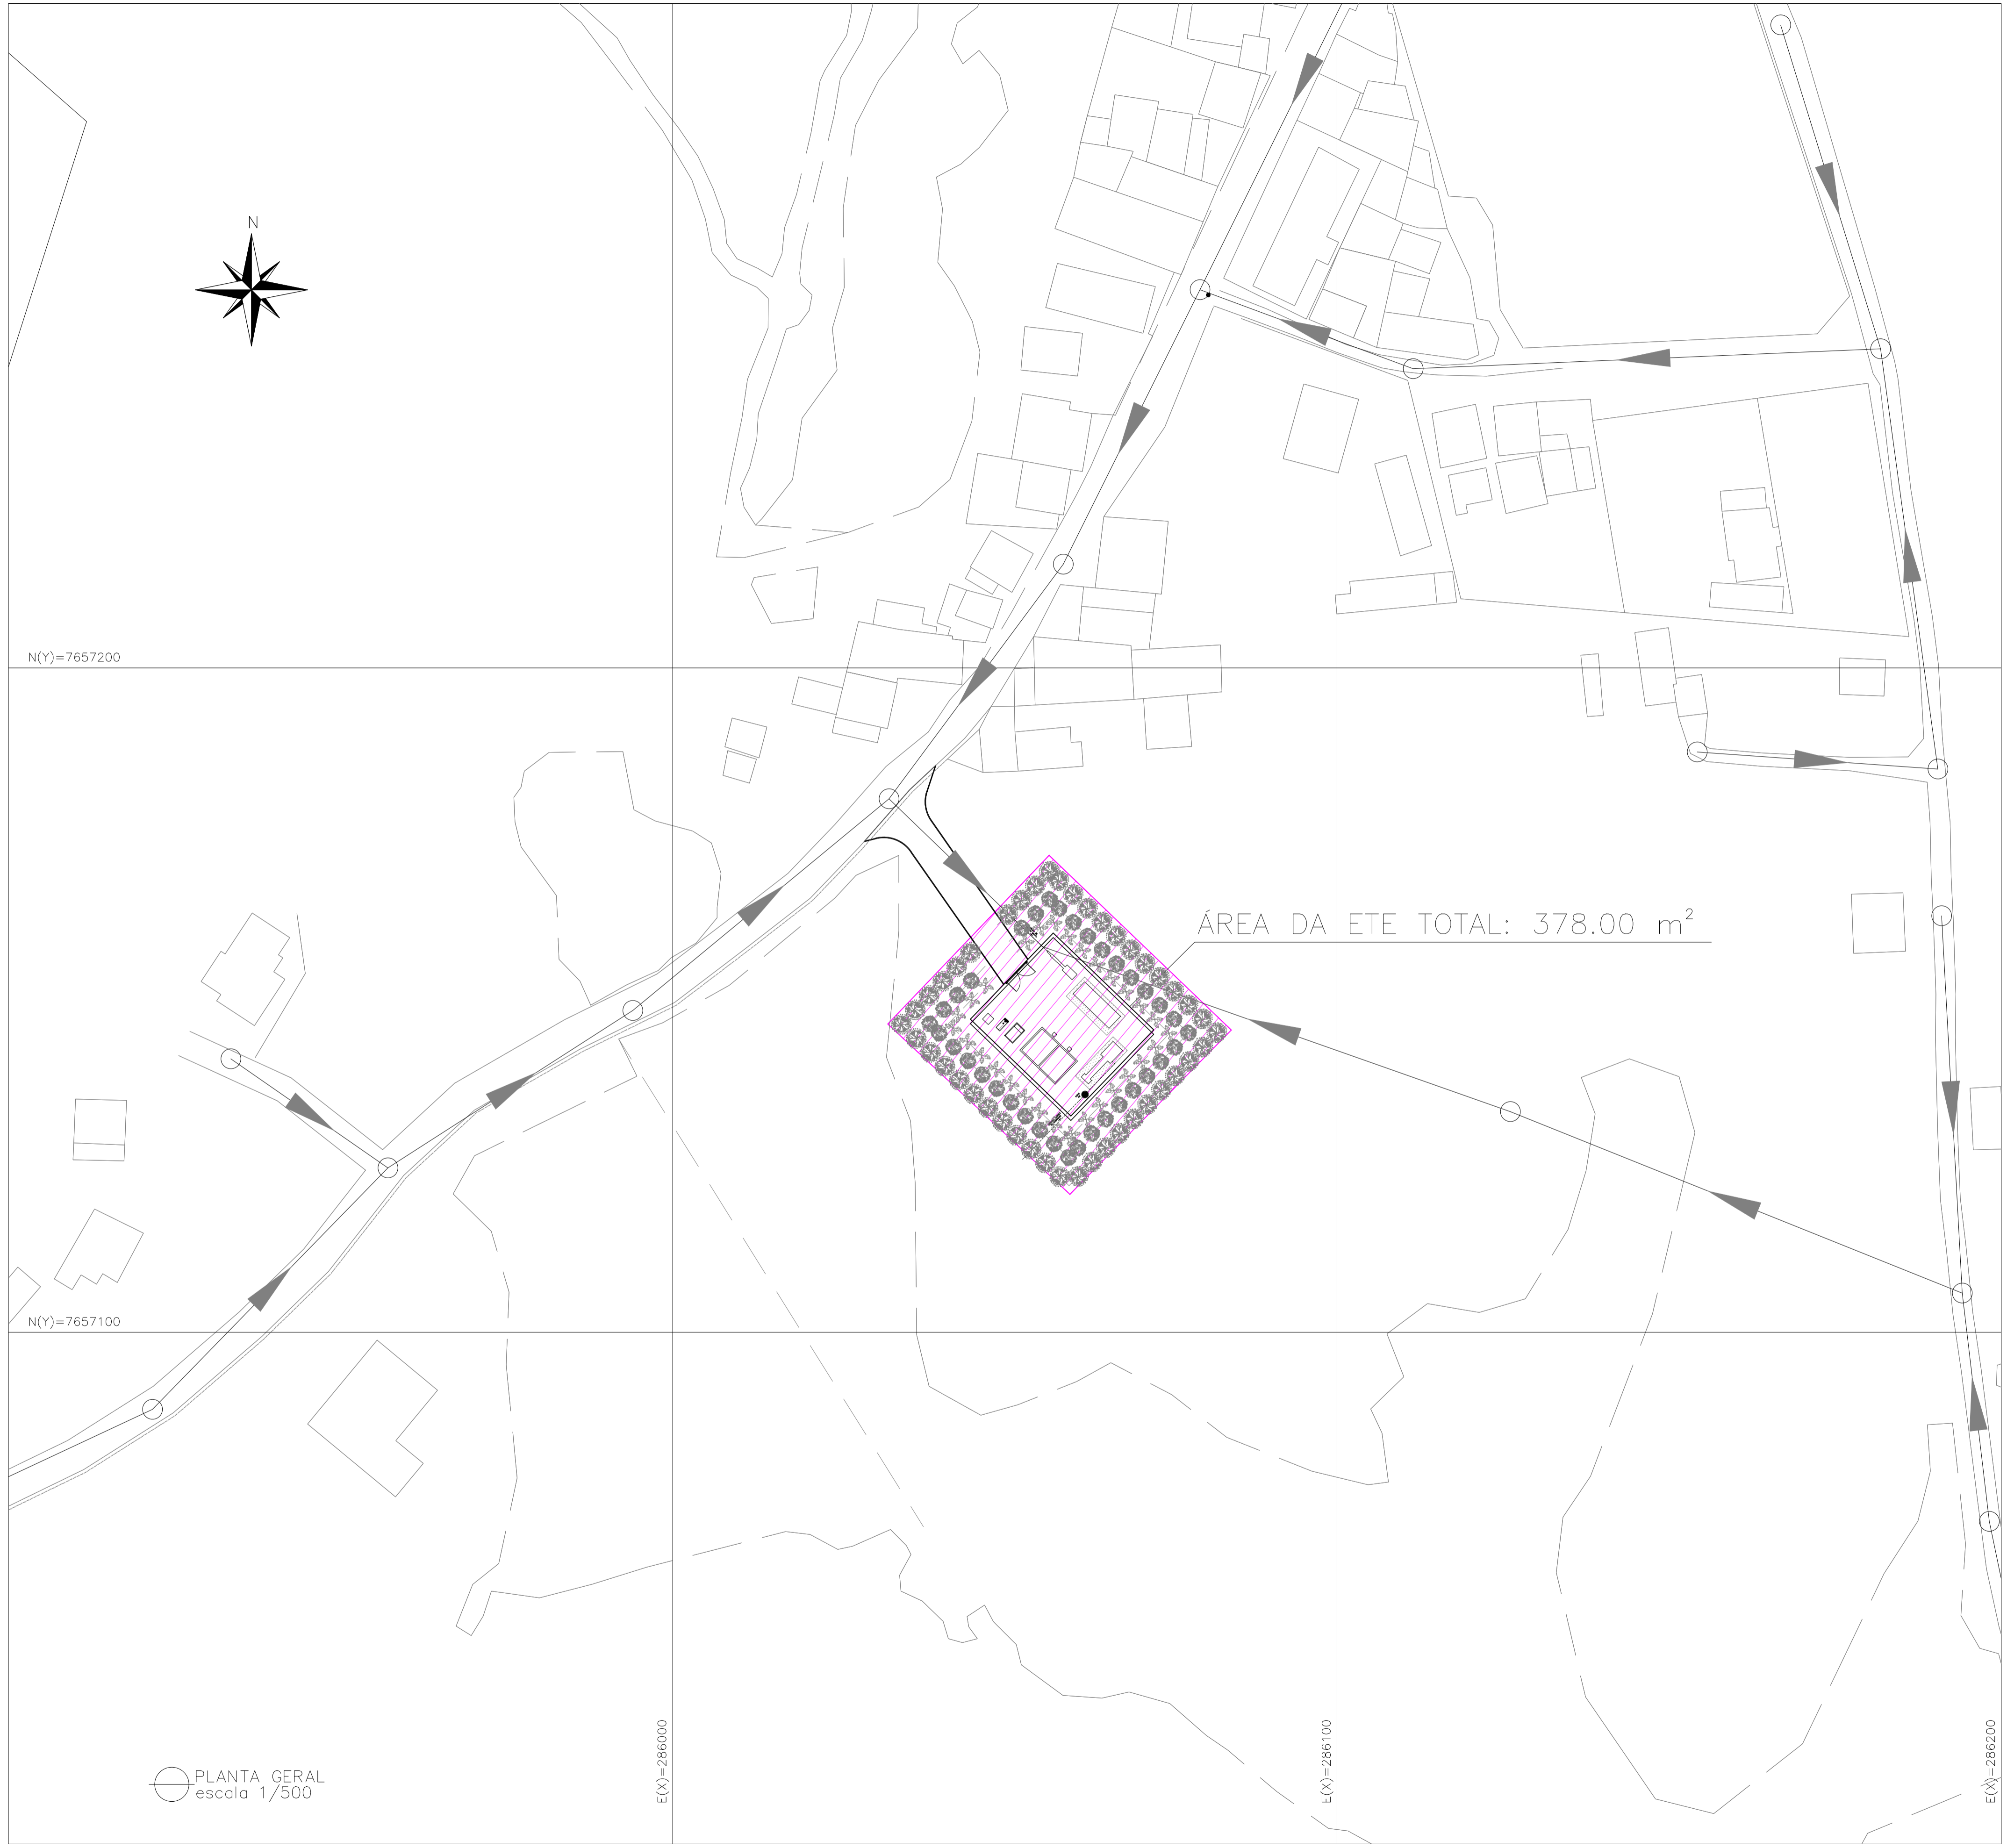 N
N(Y)=7657200
ÁREA DA ETE TOTAL: 378.00 m²
N(Y)=7657100
E(X)=286000
E(X)=286100
E(X)=286200
PLANTA GERAL
escala 1/500